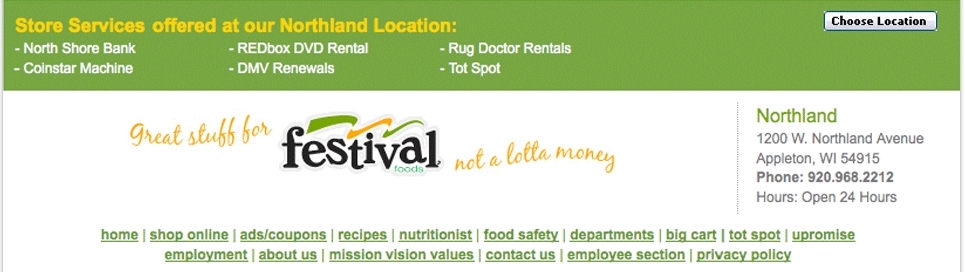 Store Services offered at our Northland Location:
Choose Location
- North Shore Bank - REDbox DVD Rental - Rug Doctor Rentals
- Coinstar Machine - DMV Renewals - Tot Spot
Great stuff for festival foods not a lotta money
Northland
1200 W. Northland Avenue
Appleton, WI 54915
Phone: 920.968.2212
Hours: Open 24 Hours
home | shop online | ads/coupons | recipes | nutritionist | food safety | departments | big cart | tot spot | upromise
employment | about us | mission vision values | contact us | employee section | privacy policy